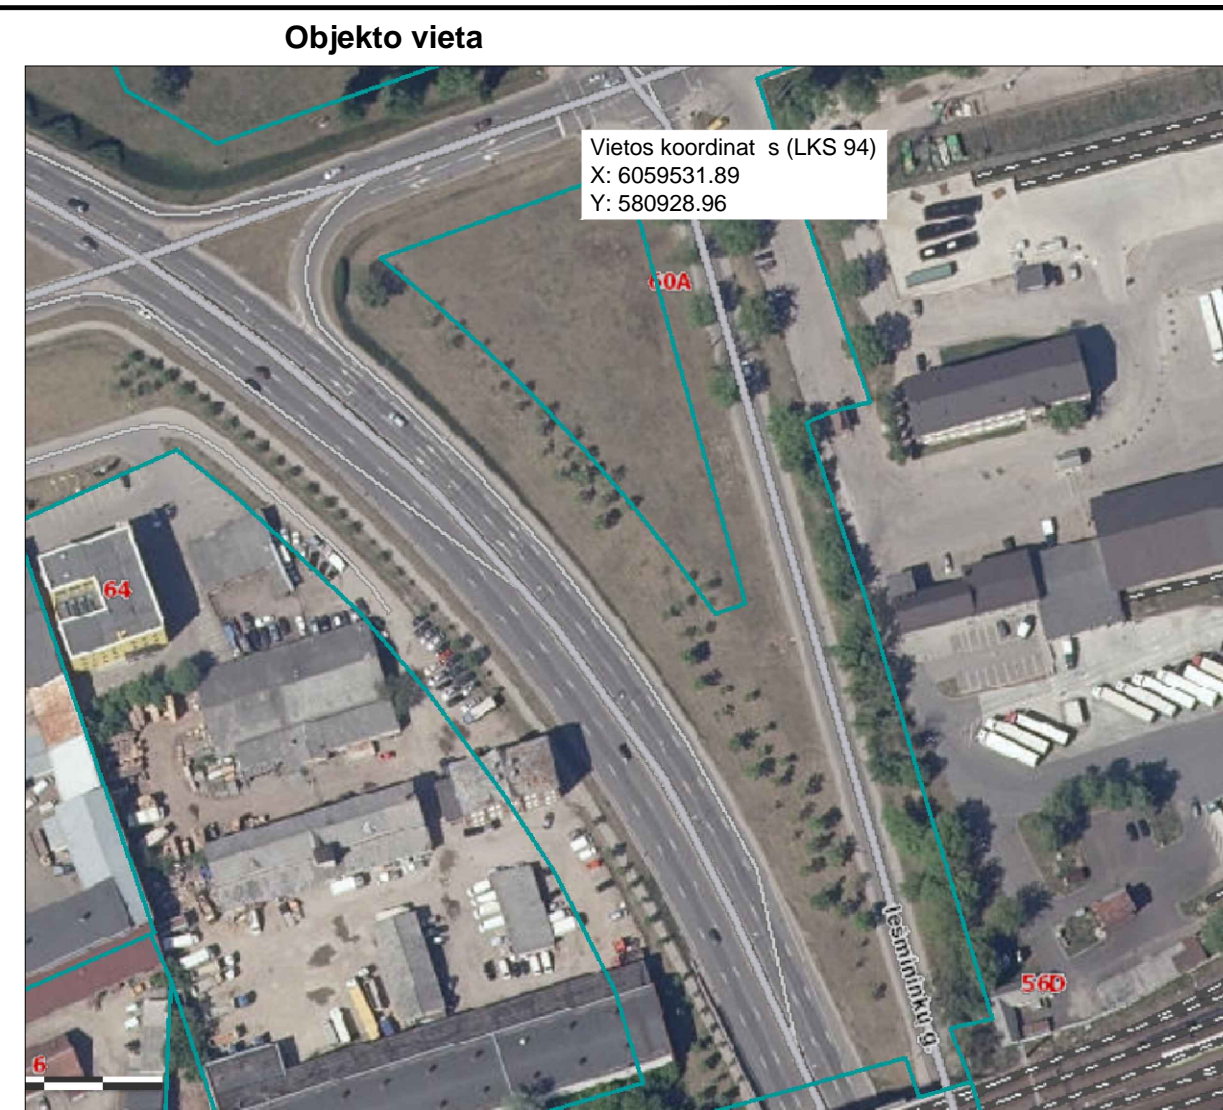 Objekto vieta
Vietos koordinat s (LKS 94)
X: 6059531.89
Y: 580928.96
60A
64
56D
6